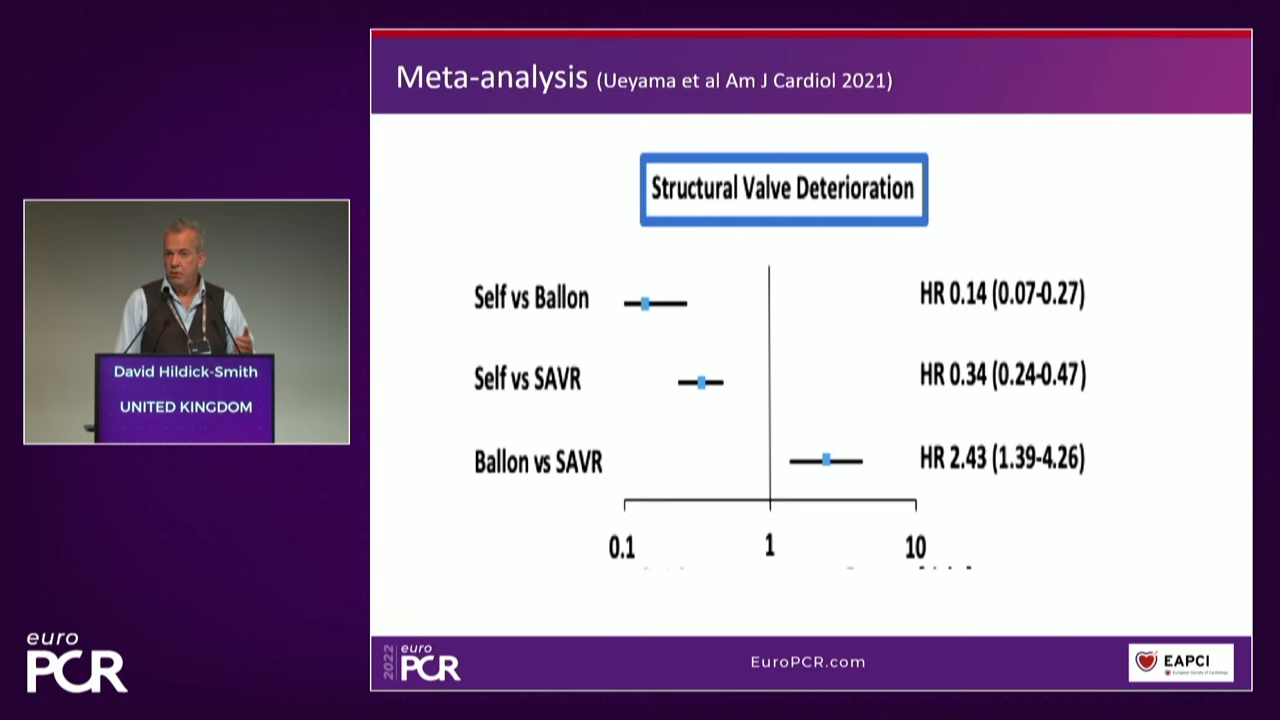 Meta-analysis (Ueyama et al Am J Cardiol 2021)
Structural Valve Deterioration
Self vs Ballon
HR 0.14 (0.07-0.27)
Self vs SAVR
HR 0.34 (0.24-0.47)
Ballon vs SAVR
HR 2.43 (1.39-4.26)
0.1
1
10
David Hildick-Smith
UNITED KINGDOM
euro
PCR
2022
euro
PCR
EuroPCR.com
EAPCI